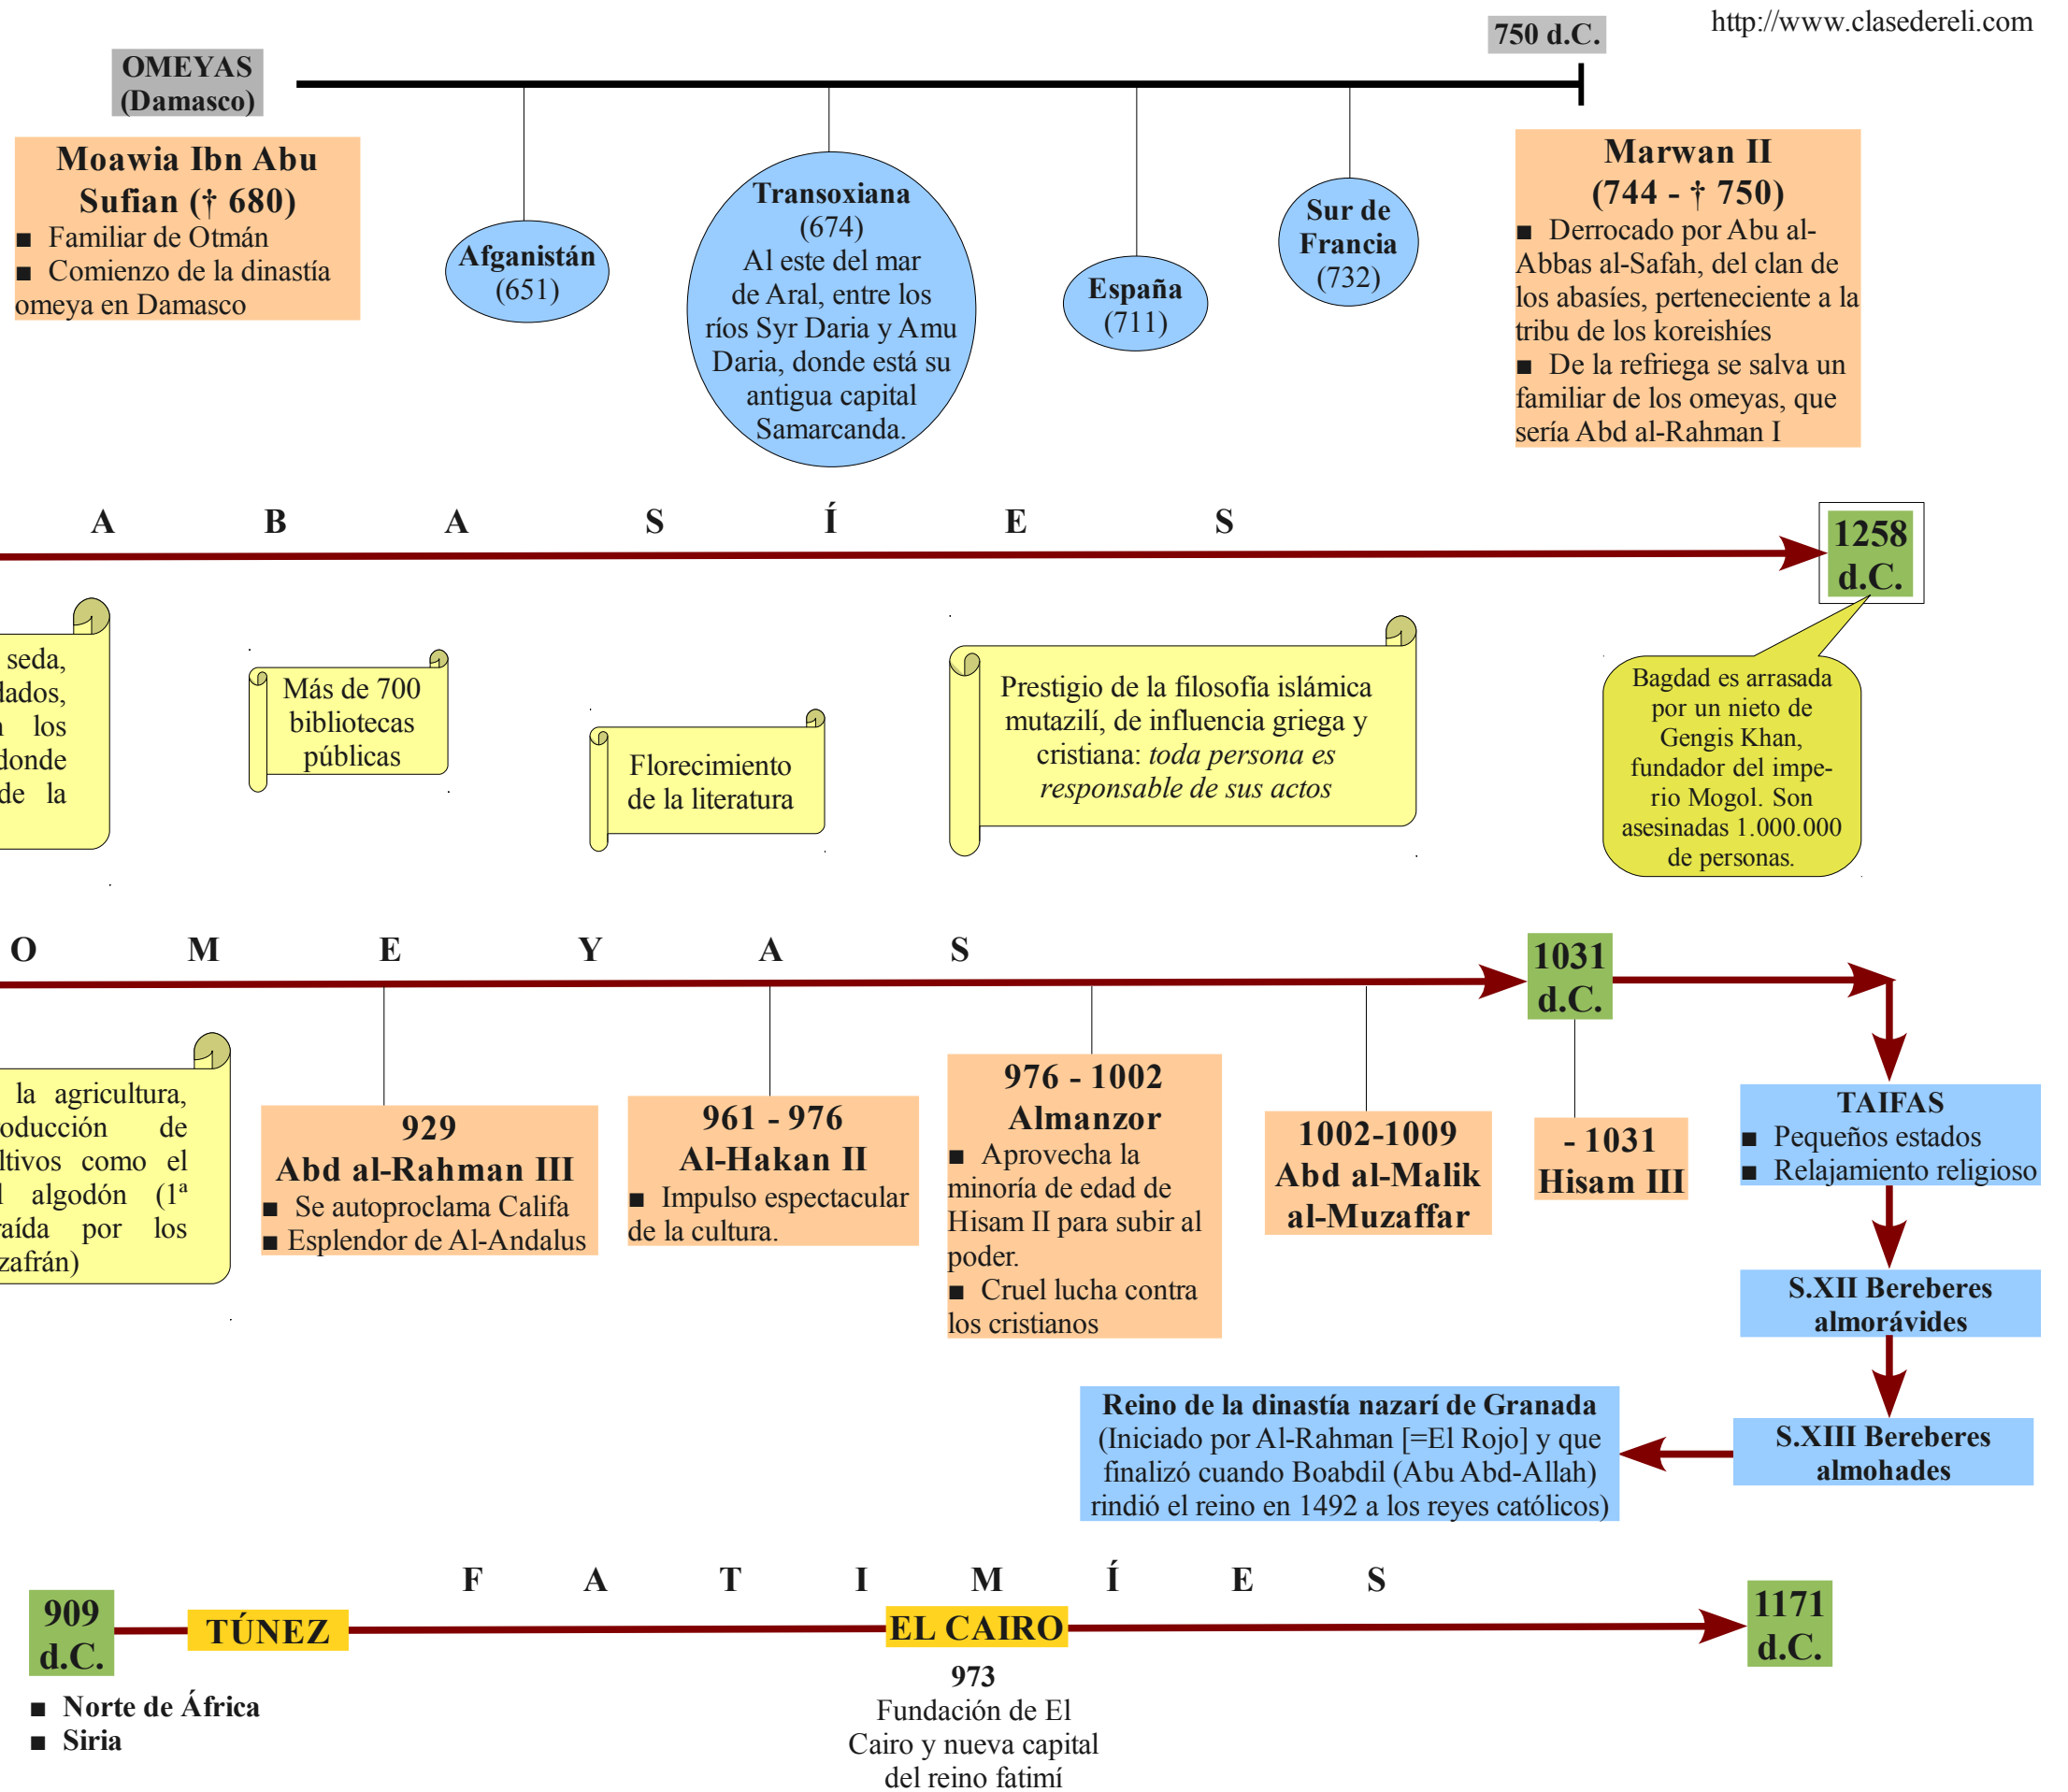 http://www.clasedereli.com
750 d.C.
OMEYAS
(Damasco)
Moawia Ibn Abu
Sufian († 680)
■ Familiar de Otmán
■ Comienzo de la dinastía
omeya en Damasco
Afganistán
(651)
Transoxiana
(674)
Al este del mar
de Aral, entre los
ríos Syr Daria y Amu
Daria, donde está su
antigua capital
Samarcanda.
España
(711)
Sur de
Francia
(732)
Marwan II
(744 - † 750)
■ Derrocado por Abu al-
Abbas al-Safah, del clan de
los abasíes, perteneciente a la
tribu de los koreishíes
■ De la refriega se salva un
familiar de los omeyas, que
sería Abd al-Rahman I
A B A S Í E S
1258
d.C.
seda,
dados,
los
donde
de la
Más de 700
bibliotecas
públicas
Florecimiento
de la literatura
Prestigio de la filosofía islámica
mutazilí, de influencia griega y
cristiana: toda persona es
responsable de sus actos
Bagdad es arrasada
por un nieto de
Gengis Khan,
fundador del impe-
rio Mogol. Son
asesinadas 1.000.000
de personas.
O M E Y A S
1031
d.C.
la agricultura,
oducción de
ltivos como el
l algodón (1ª
raída por los
zafrán)
929
Abd al-Rahman III
■ Se autoproclama Califa
■ Esplendor de Al-Andalus
961 - 976
Al-Hakan II
■ Impulso espectacular
de la cultura.
976 - 1002
Almanzor
■ Aprovecha la
minoría de edad de
Hisam II para subir al
poder.
■ Cruel lucha contra
los cristianos
1002-1009
Abd al-Malik
al-Muzaffar
- 1031
Hisam III
TAIFAS
■ Pequeños estados
■ Relajamiento religioso
S.XII Bereberes
almorávides
S.XIII Bereberes
almohades
Reino de la dinastía nazarí de Granada
(Iniciado por Al-Rahman [=El Rojo] y que
finalizó cuando Boabdil (Abu Abd-Allah)
rindió el reino en 1492 a los reyes católicos)
F A T I M Í E S
909
d.C.
TÚNEZ
EL CAIRO
1171
d.C.
■ Norte de África
■ Siria
973
Fundación de El
Cairo y nueva capital
del reino fatimí